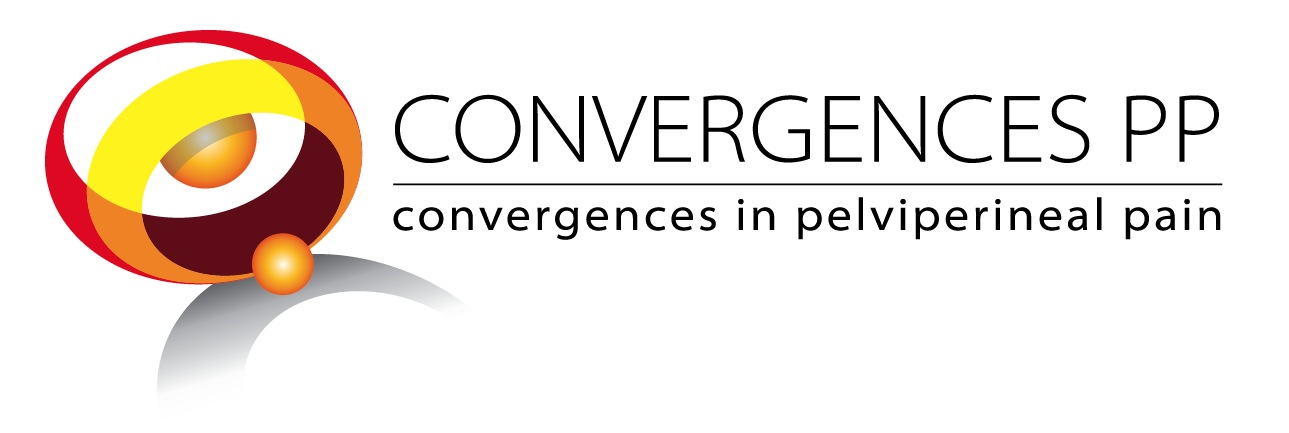 CONVERGENCES PP
convergences in pelviperineal pain